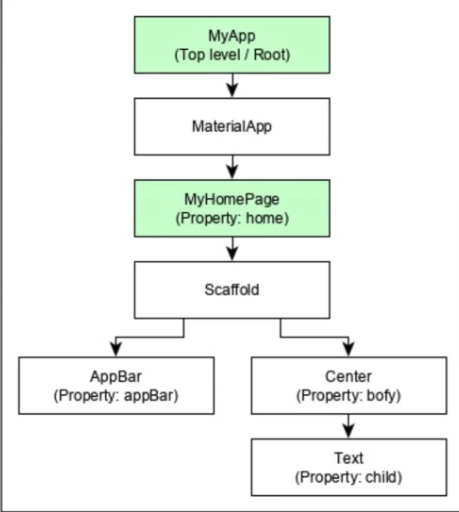 MyApp
(Top level / Root)
MaterialApp
MyHomePage
(Property: home)
Scaffold
AppBar
(Property: appBar)
Center
(Property: bofy)
Text
(Property: child)